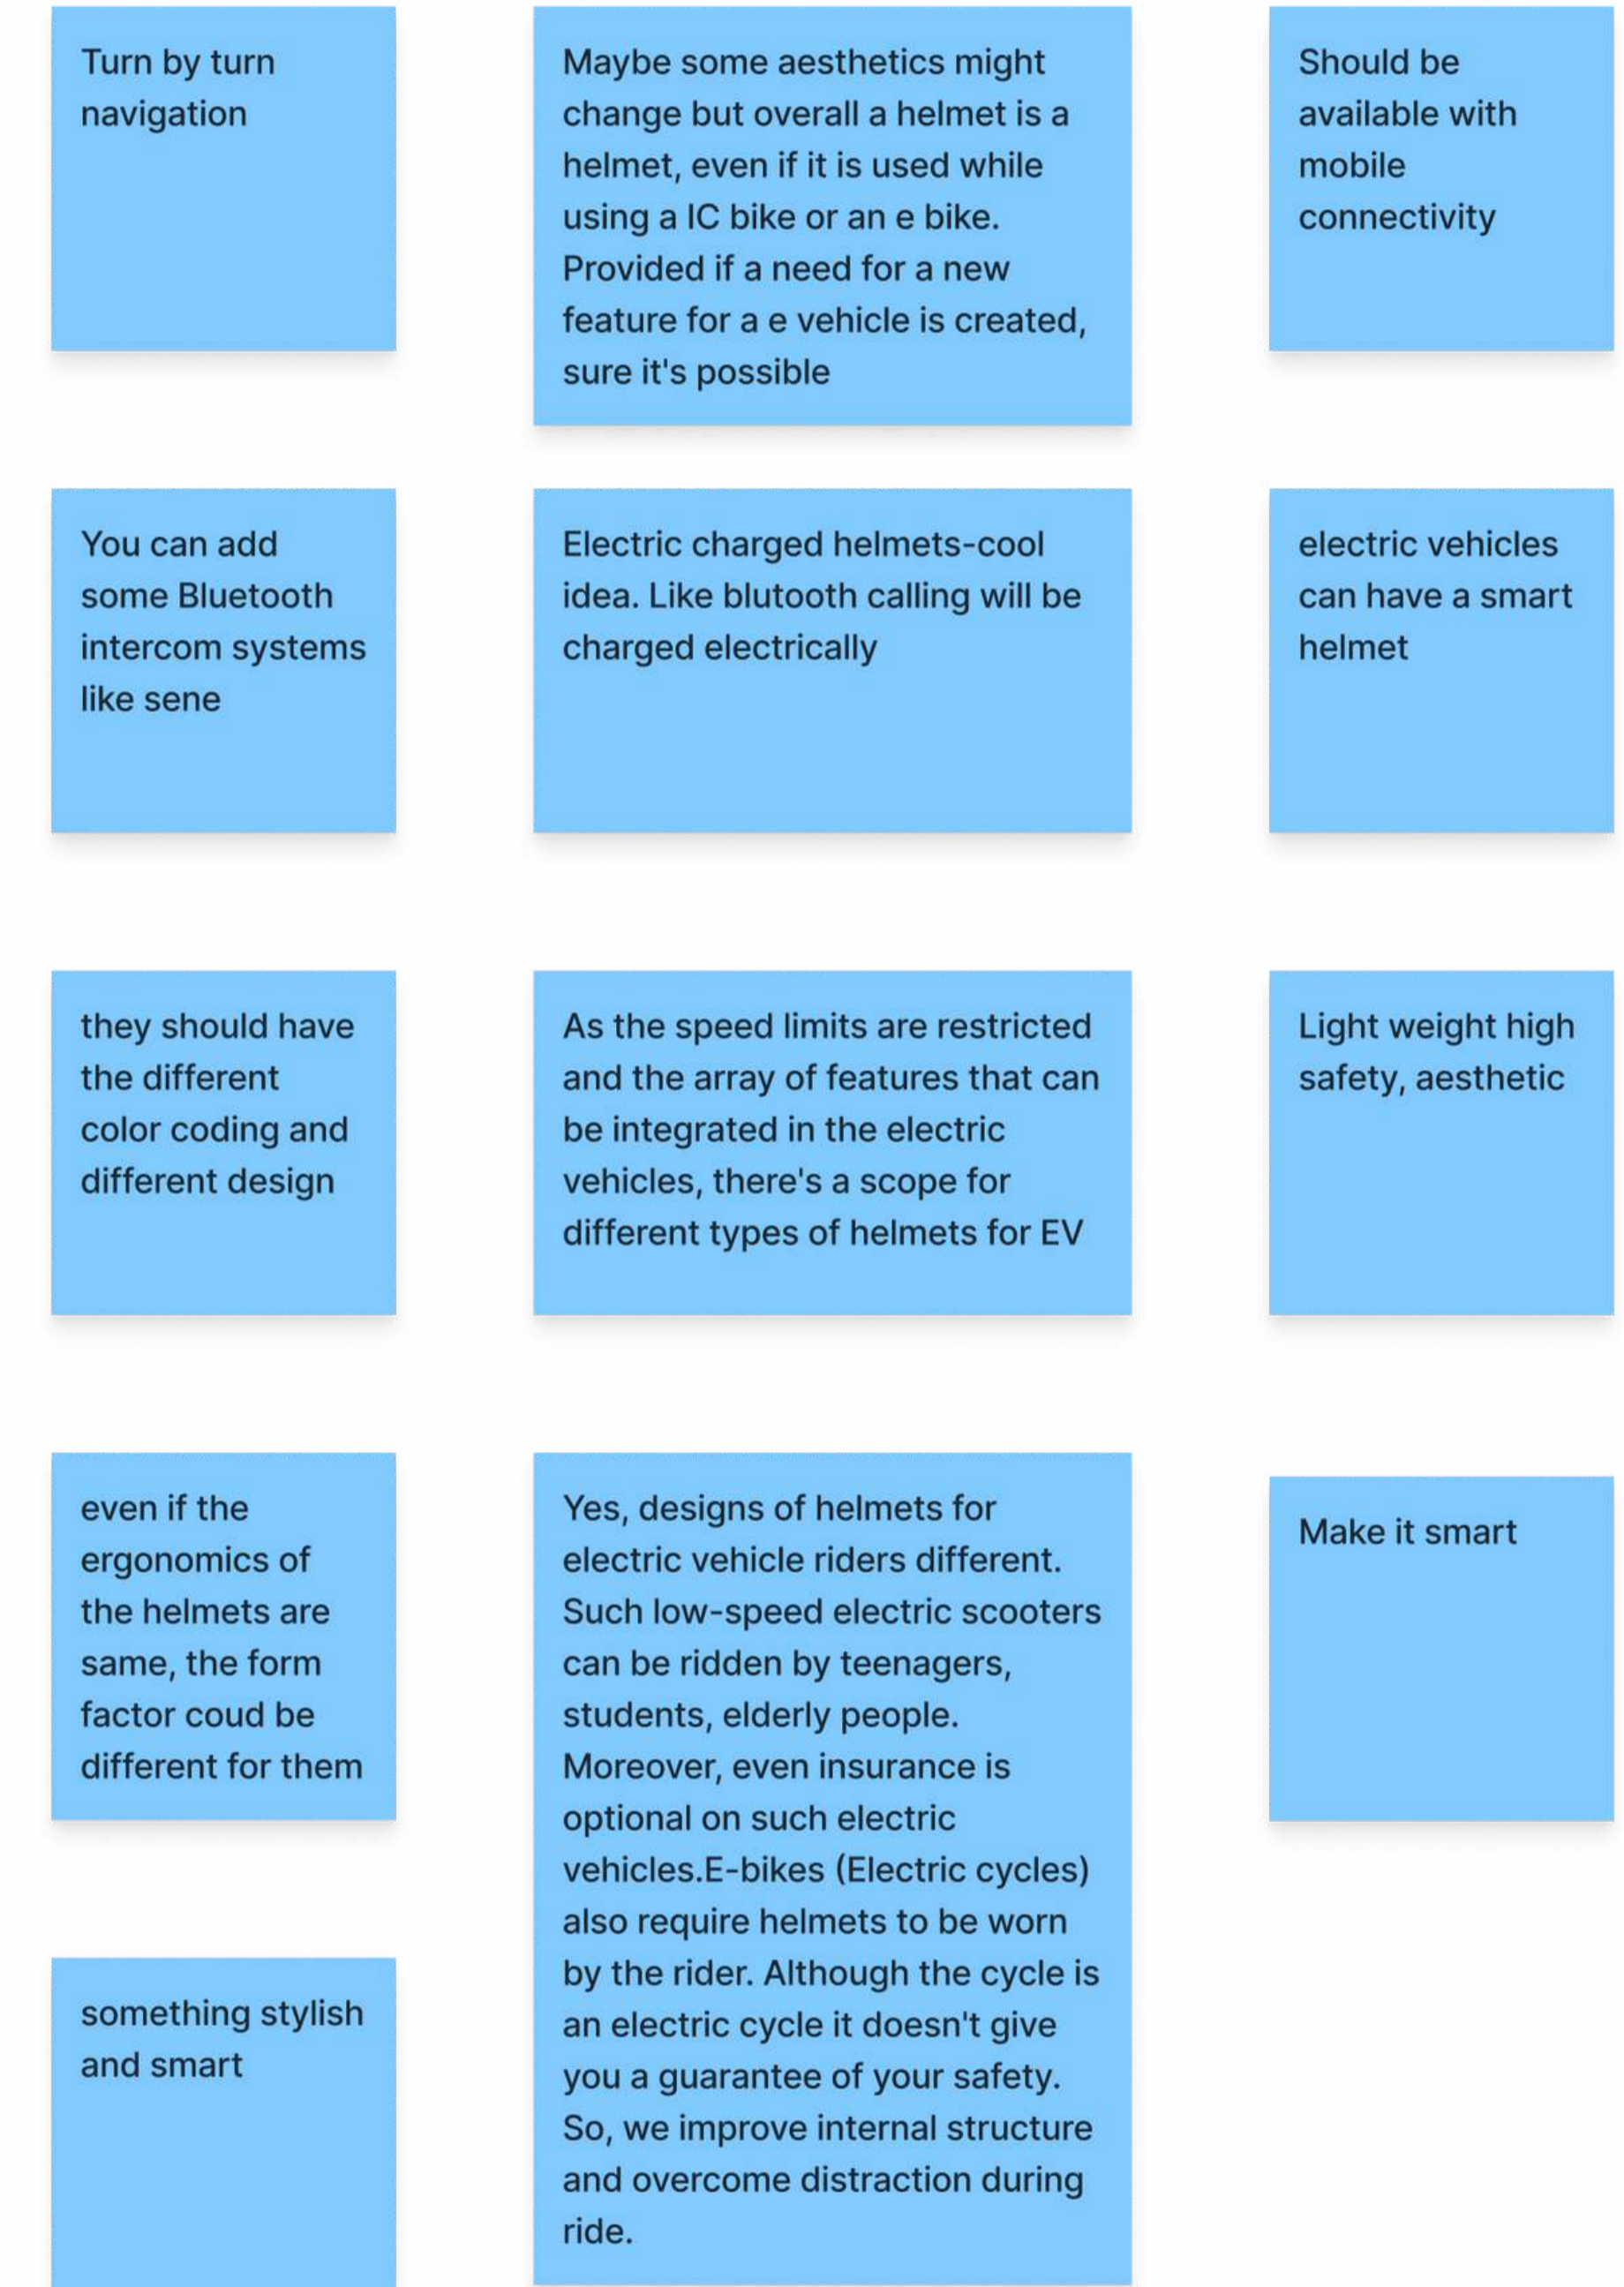 Turn by turn
navigation
Maybe some aesthetics might
change but overall a helmet is a
helmet, even if it is used while
using a IC bike or an e bike.
Provided if a need for a new
feature for a e vehicle is created,
sure it's possible
Should be
available with
mobile
connectivity
You can add
some Bluetooth
intercom systems
like sene
Electric charged helmets-cool
idea. Like blutooth calling will be
charged electrically
electric vehicles
can have a smart
helmet
they should have
the different
color coding and
different design
As the speed limits are restricted
and the array of features that can
be integrated in the electric
vehicles, there's a scope for
different types of helmets for EV
Light weight high
safety, aesthetic
even if the
ergonomics of
the helmets are
same, the form
factor coud be
different for them
Yes, designs of helmets for
electric vehicle riders different.
Such low-speed electric scooters
can be ridden by teenagers,
students, elderly people.
Moreover, even insurance is
optional on such electric
vehicles.E-bikes (Electric cycles)
also require helmets to be worn
by the rider. Although the cycle is
an electric cycle it doesn't give
you a guarantee of your safety.
So, we improve internal structure
and overcome distraction during
ride.
Make it smart
something stylish
and smart